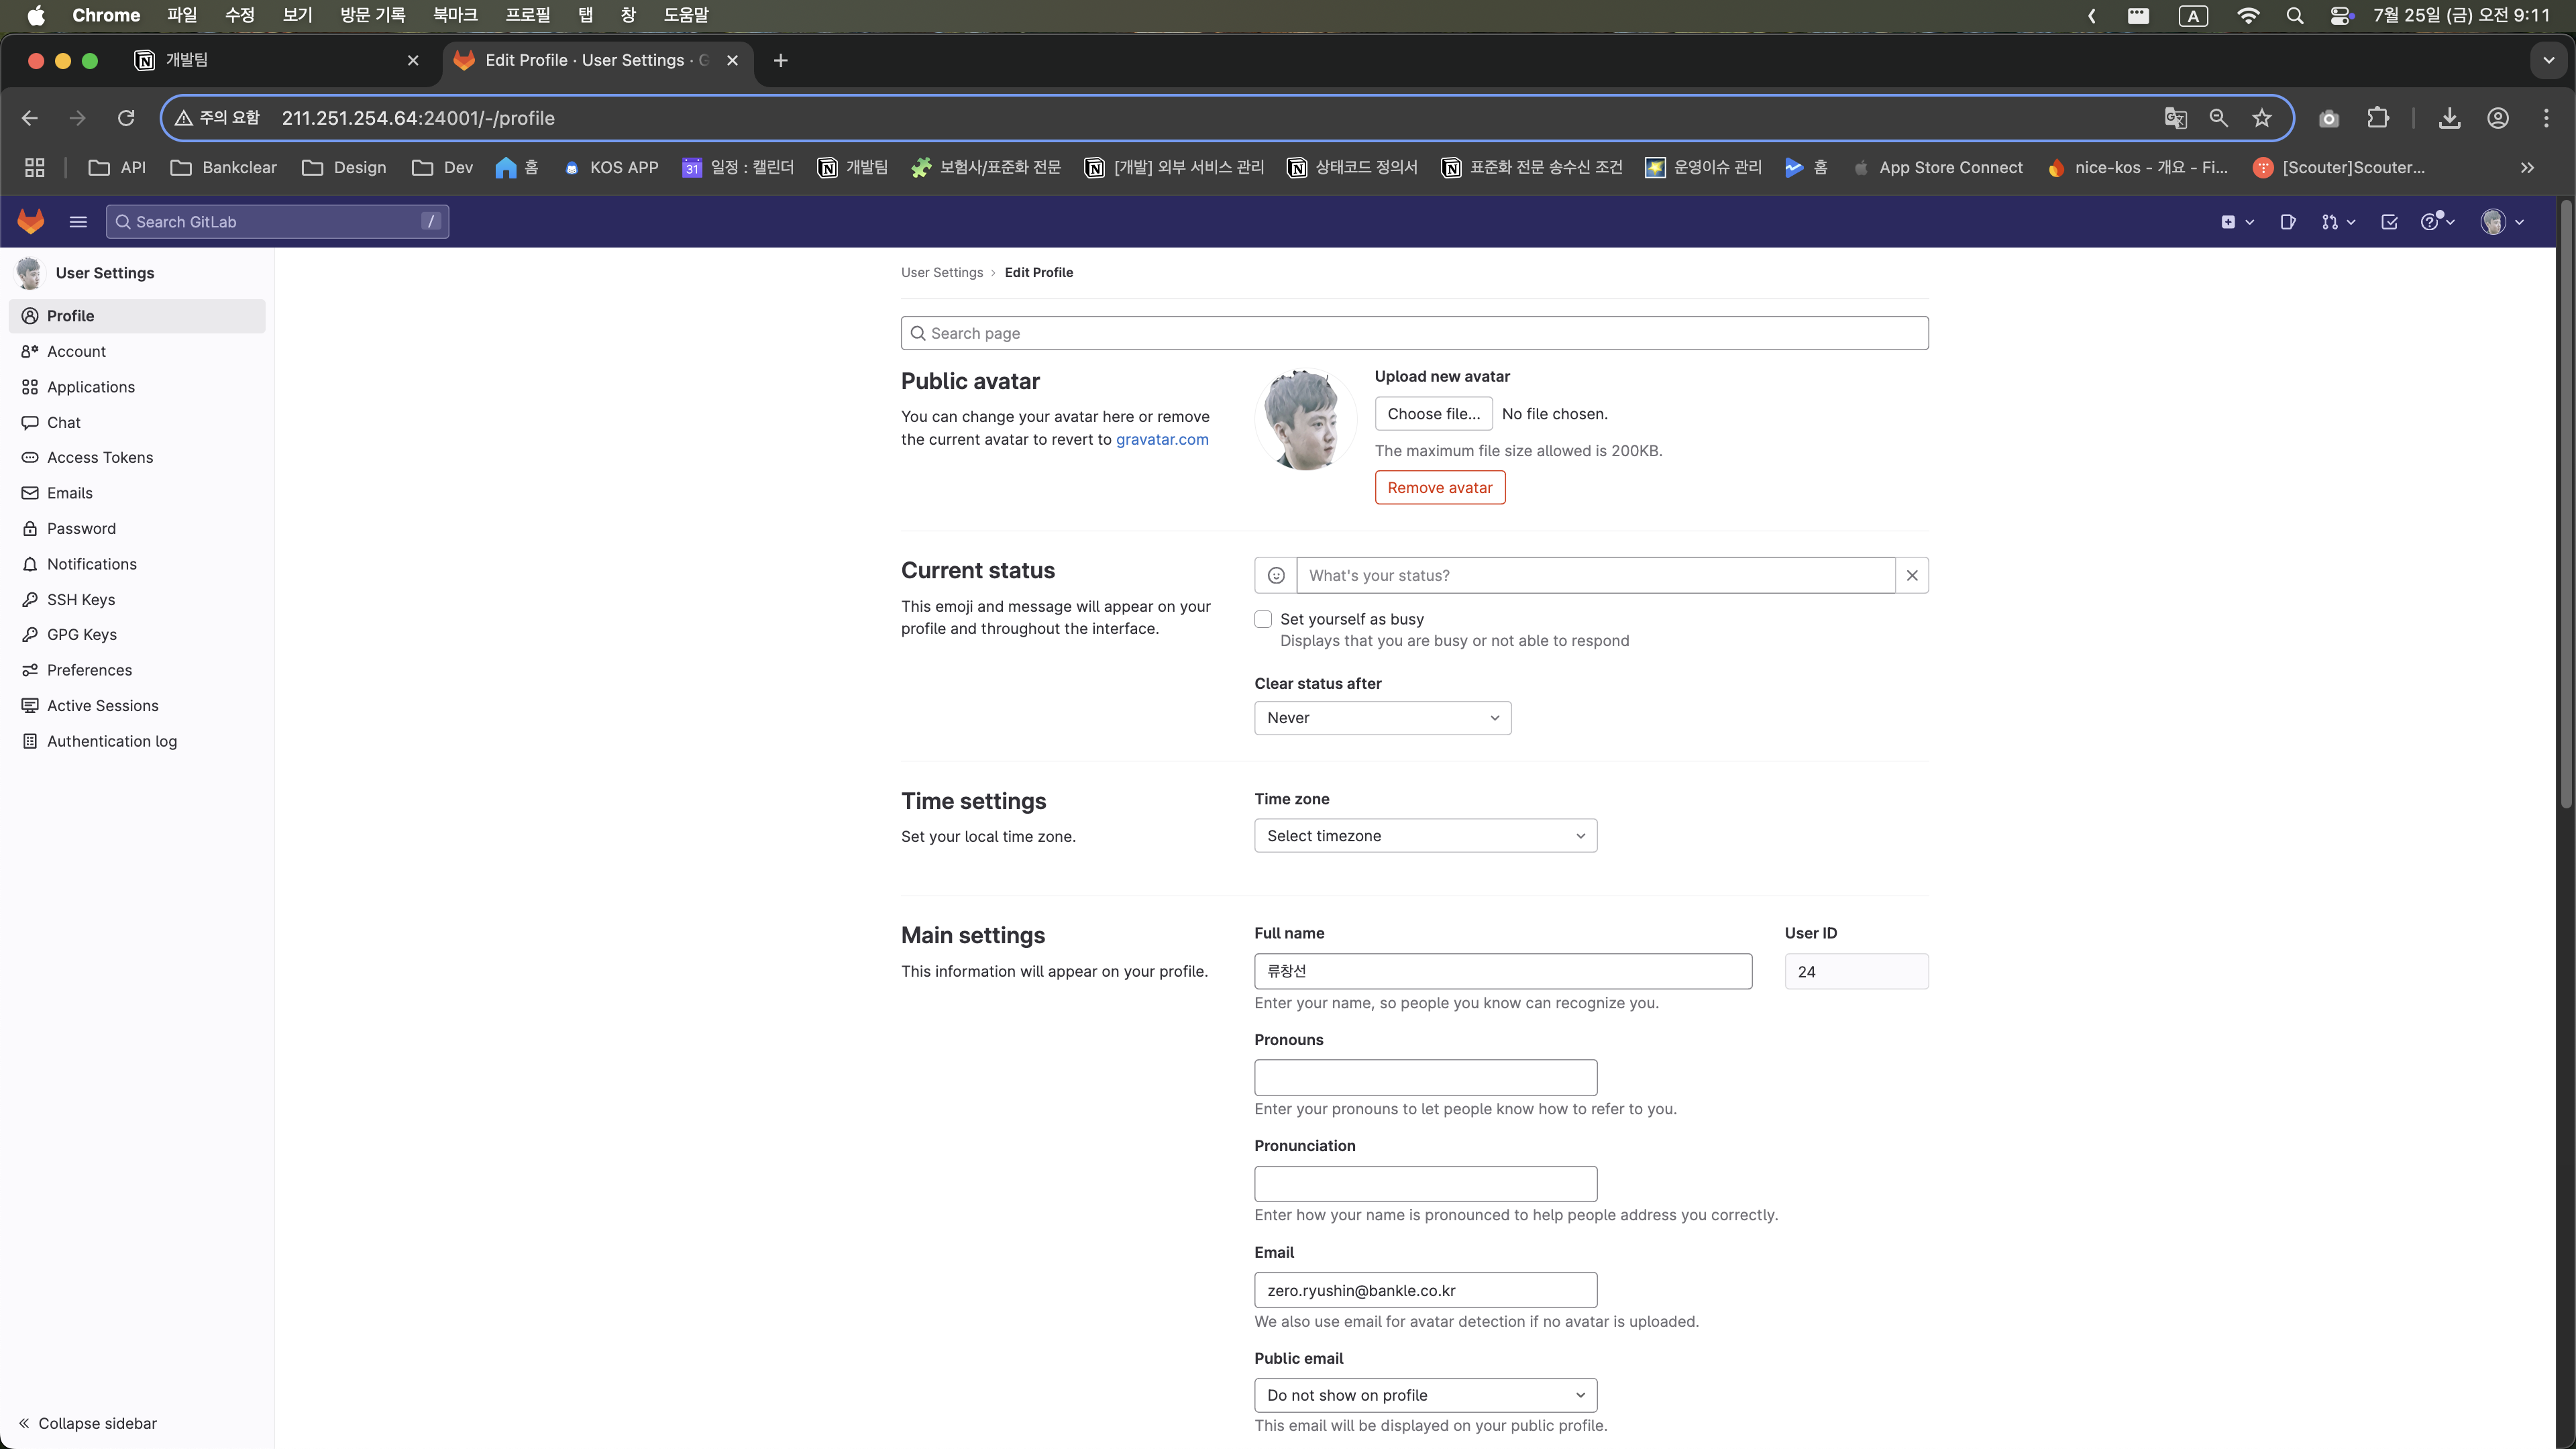 Chrome 파일 수정 보기 방문 기록 북마크 프로필 탭 창 도움말 A 7월 25일 (금) 오전 9:11
개발팀 Edit Profile · User Settings · G
주의 요함 211.251.254.64:24001/-/profile
API Bankclear Design Dev 홈 KOS APP 31 일정 : 캘린더 개발팀 보험사/표준화 전문 [개발] 외부 서비스 관리 상태코드 정의서 표준화 전문 송수신 조건 운영이슈 관리 홈 App Store Connect nice-kos - 개요 - Fi... [Scouter]Scouter...
Search GitLab /
User Settings
Profile
Account
Applications
Chat
Access Tokens
Emails
Password
Notifications
SSH Keys
GPG Keys
Preferences
Active Sessions
Authentication log
Collapse sidebar
User Settings › Edit Profile
Search page
Public avatar
You can change your avatar here or remove
the current avatar to revert to gravatar.com
Upload new avatar
Choose file... No file chosen.
The maximum file size allowed is 200KB.
Remove avatar
Current status
This emoji and message will appear on your
profile and throughout the interface.
What's your status?
Set yourself as busy
Displays that you are busy or not able to respond
Clear status after
Never
Time settings
Set your local time zone.
Time zone
Select timezone
Main settings
This information will appear on your profile.
Full name
류창선
Enter your name, so people you know can recognize you.
User ID
24
Pronouns
Enter your pronouns to let people know how to refer to you.
Pronunciation
Enter how your name is pronounced to help people address you correctly.
Email
zero.ryushin@bankle.co.kr
We also use email for avatar detection if no avatar is uploaded.
Public email
Do not show on profile
This email will be displayed on your public profile.